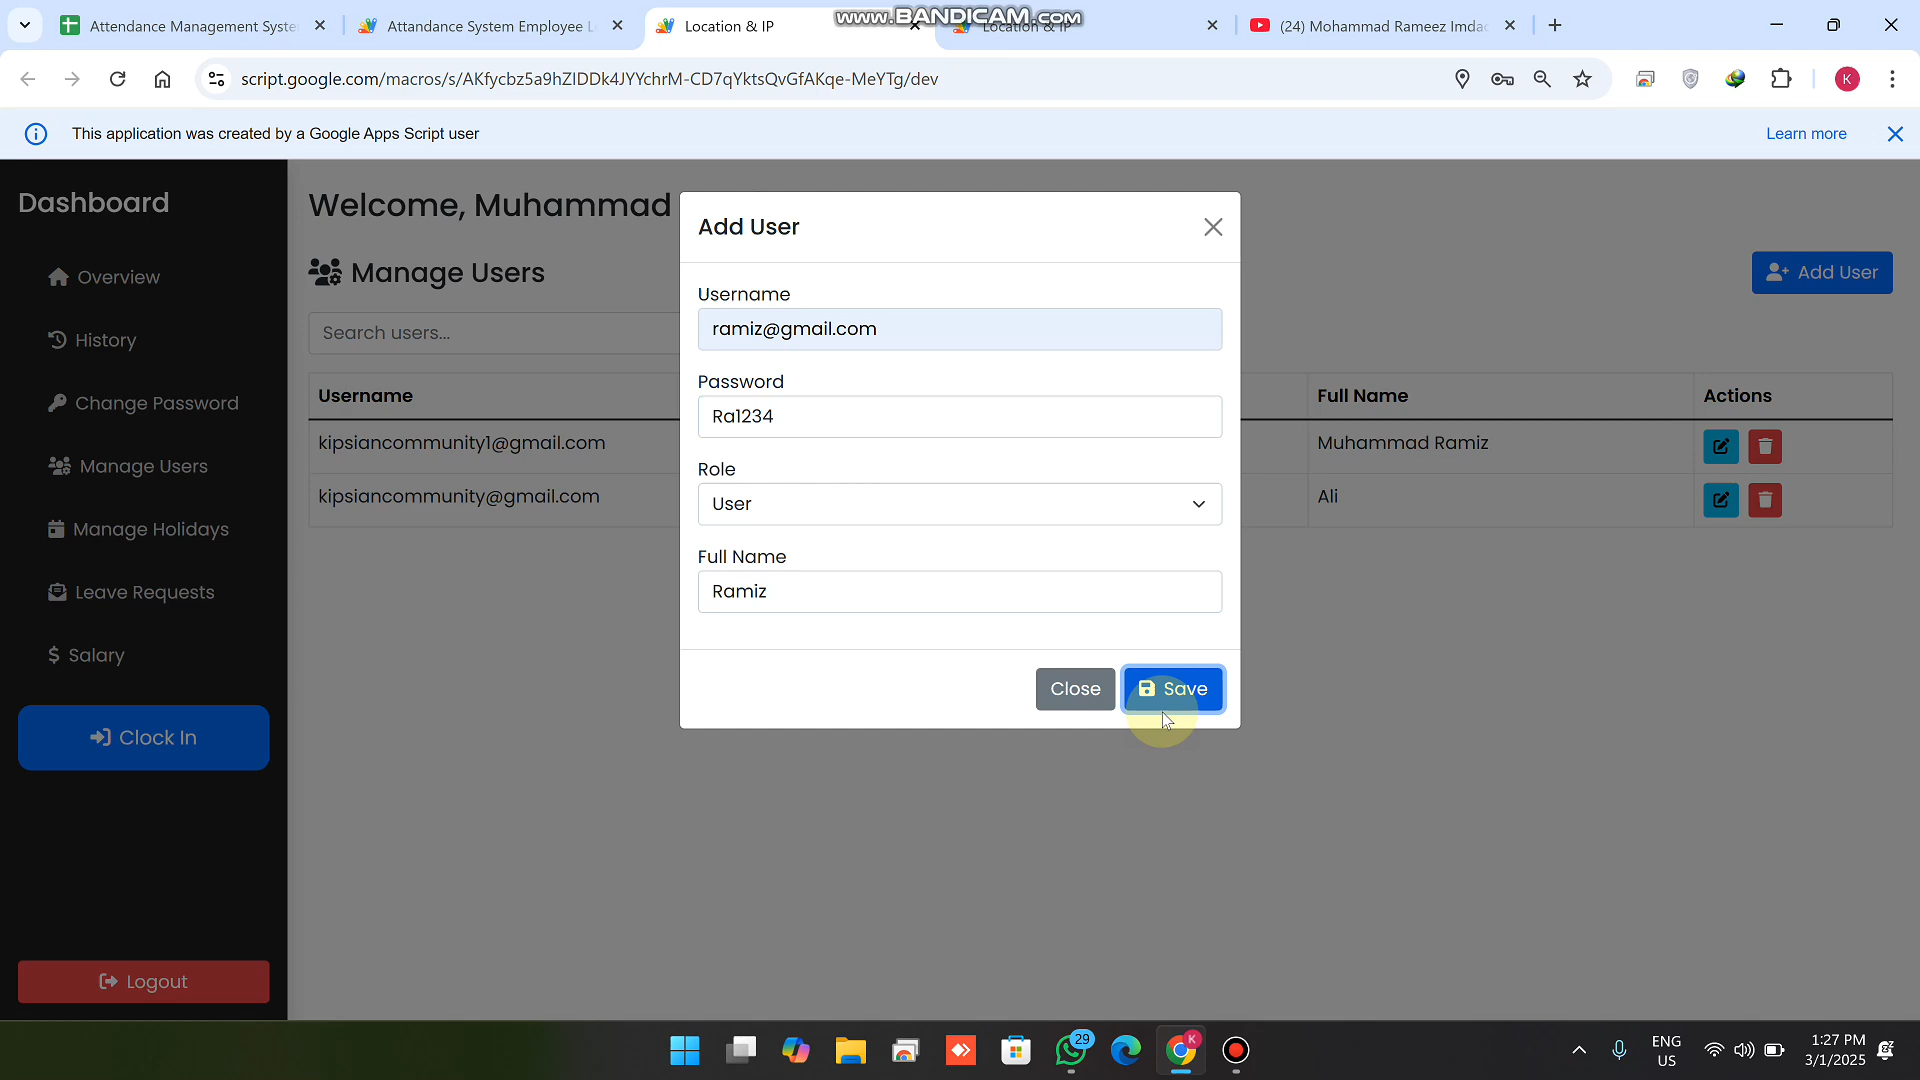 Attendance Management Syste
Attandance System Employee L
Location & IP
www.BANDICAM.com
Location & IP
(24) Mohammad Rameez Imdac
script.google.com/macros/s/AKfycbz5a9hZIDDk4JYYchrM-CD7qYktsQvGfAKqe-MeYTg/dev
K
This application was created by a Google Apps Script user
Learn more
Dashboard
Overview
History
Change Password
Manage Users
Manage Holidays
Leave Requests
$ Salary
Clock In
Logout
Welcome, Muhammad
Manage Users
Add User
Search users...
Username
Full Name
Actions
kipsiancommunity1@gmail.com
Muhammad Ramiz
kipsiancommunity@gmail.com
Ali
Add User
Username
ramiz@gmail.com
Password
Ra1234
Role
User
Full Name
Ramiz
Close
Save
29
K
ENG
US
1:27 PM
3/1/2025